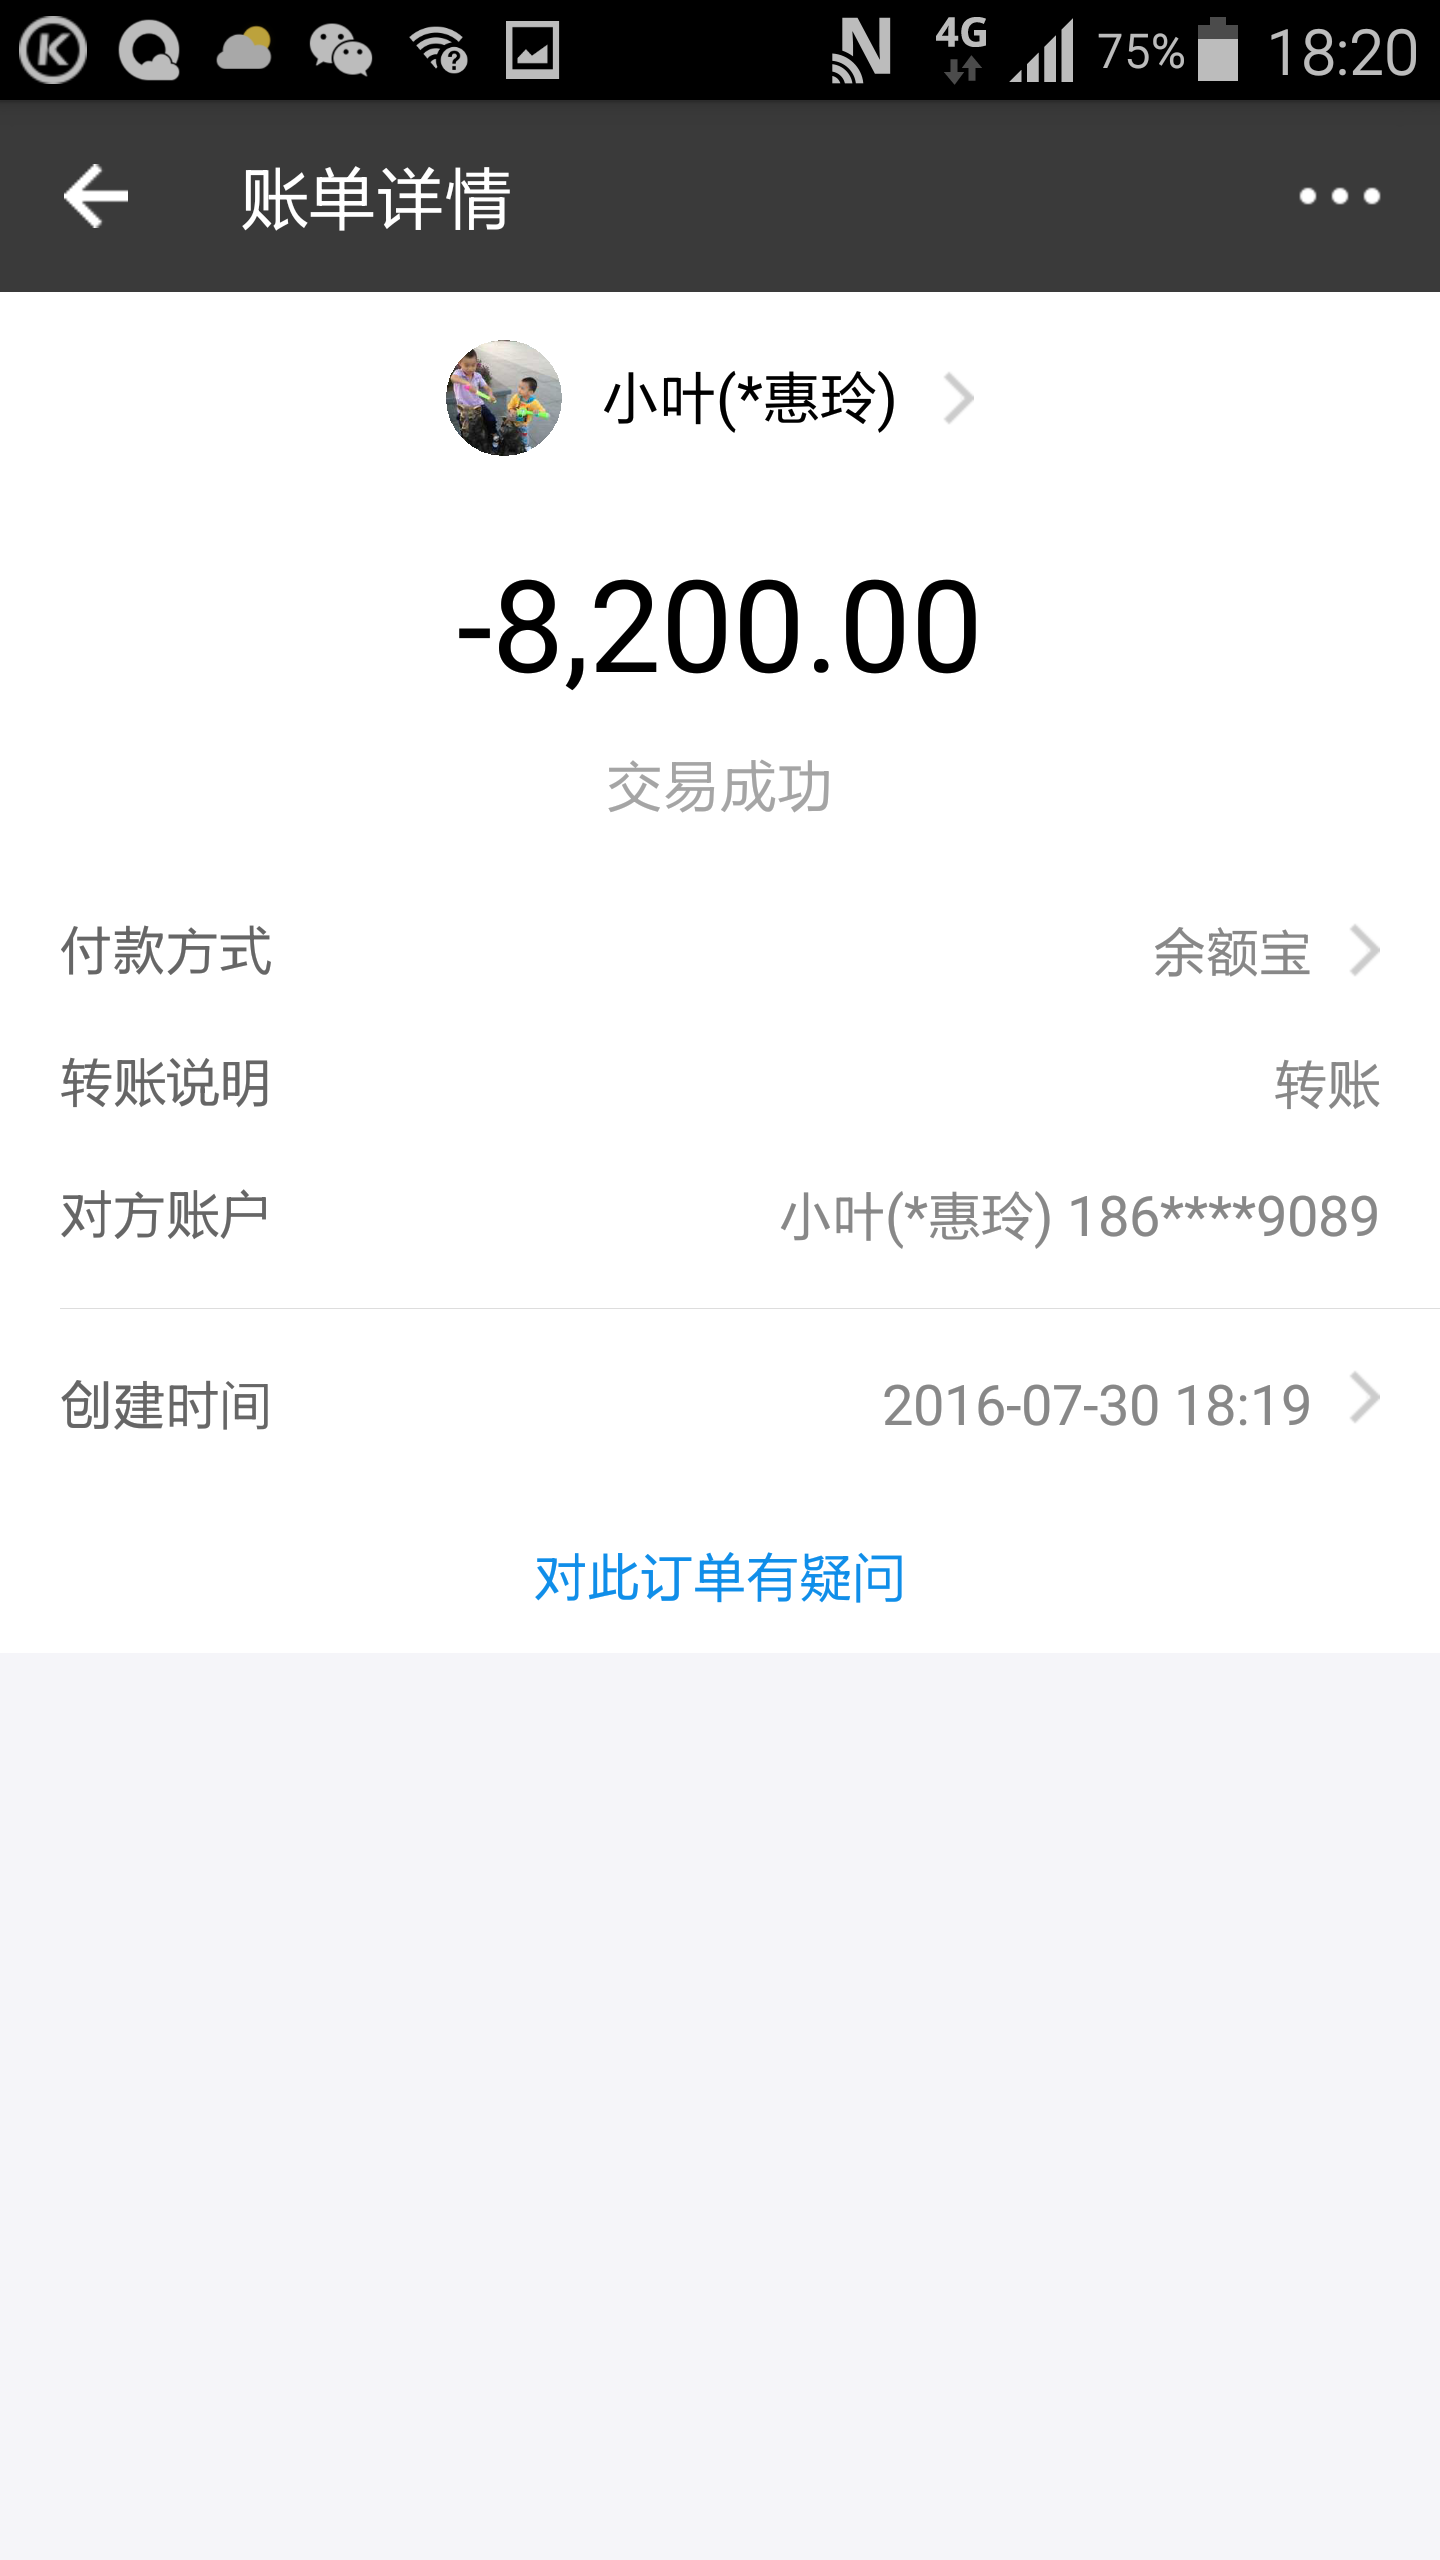 4G 75% 18:20
账单详情
小叶(*惠玲)
-8,200.00
交易成功
付款方式 余额宝
转账说明 转账
对方账户 小叶(*惠玲) 186****9089
创建时间 2016-07-30 18:19
对此订单有疑问